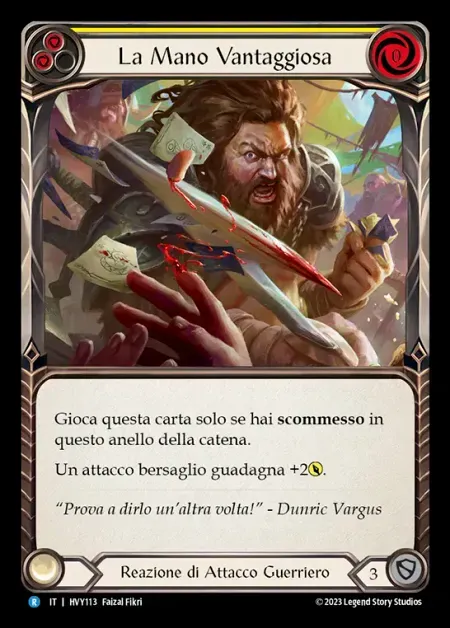 La Mano Vantaggiosa
0
Gioca questa carta solo se hai scommesso in
questo anello della catena.
Un attacco bersaglio guadagna +2.
“Prova a dirlo un’altra volta!” - Dunric Vargus
Reazione di Attacco Guerriero
3
R IT | HVY113 Faizal Fikri
© 2023 Legend Story Studios